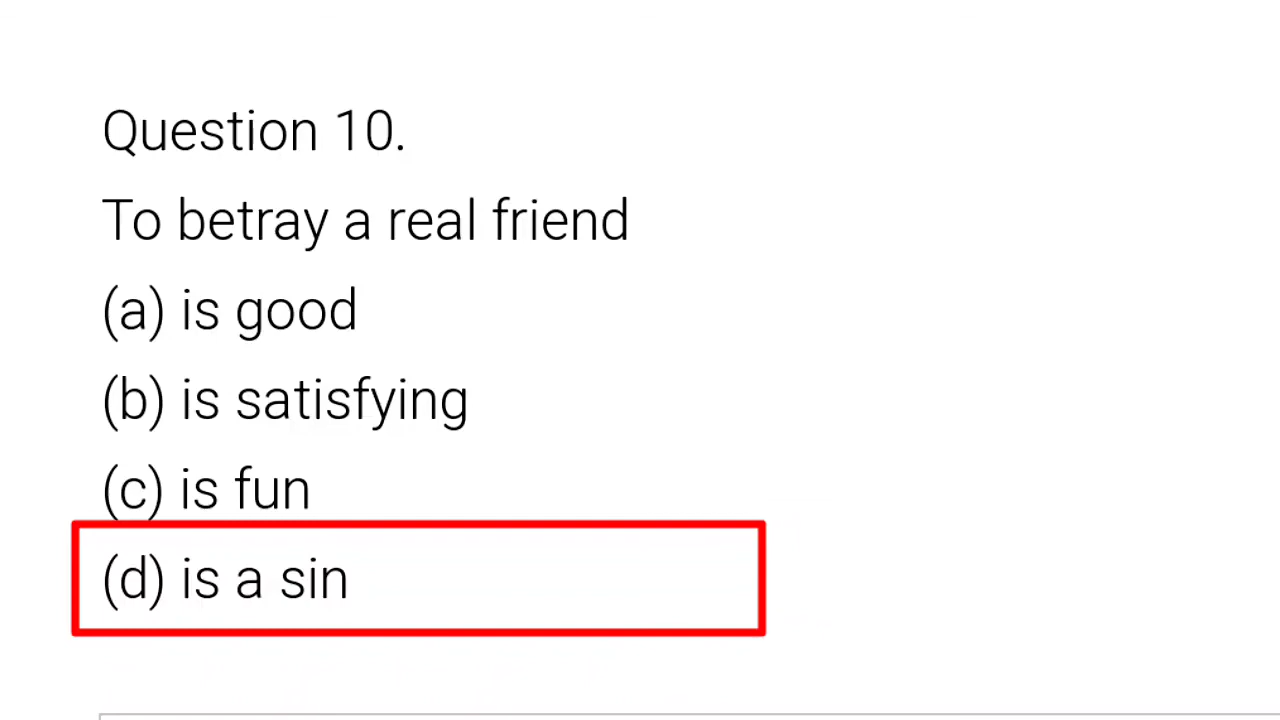 Question 10.
To betray a real friend
(a) is good
(b) is satisfying
(c) is fun
(d) is a sin